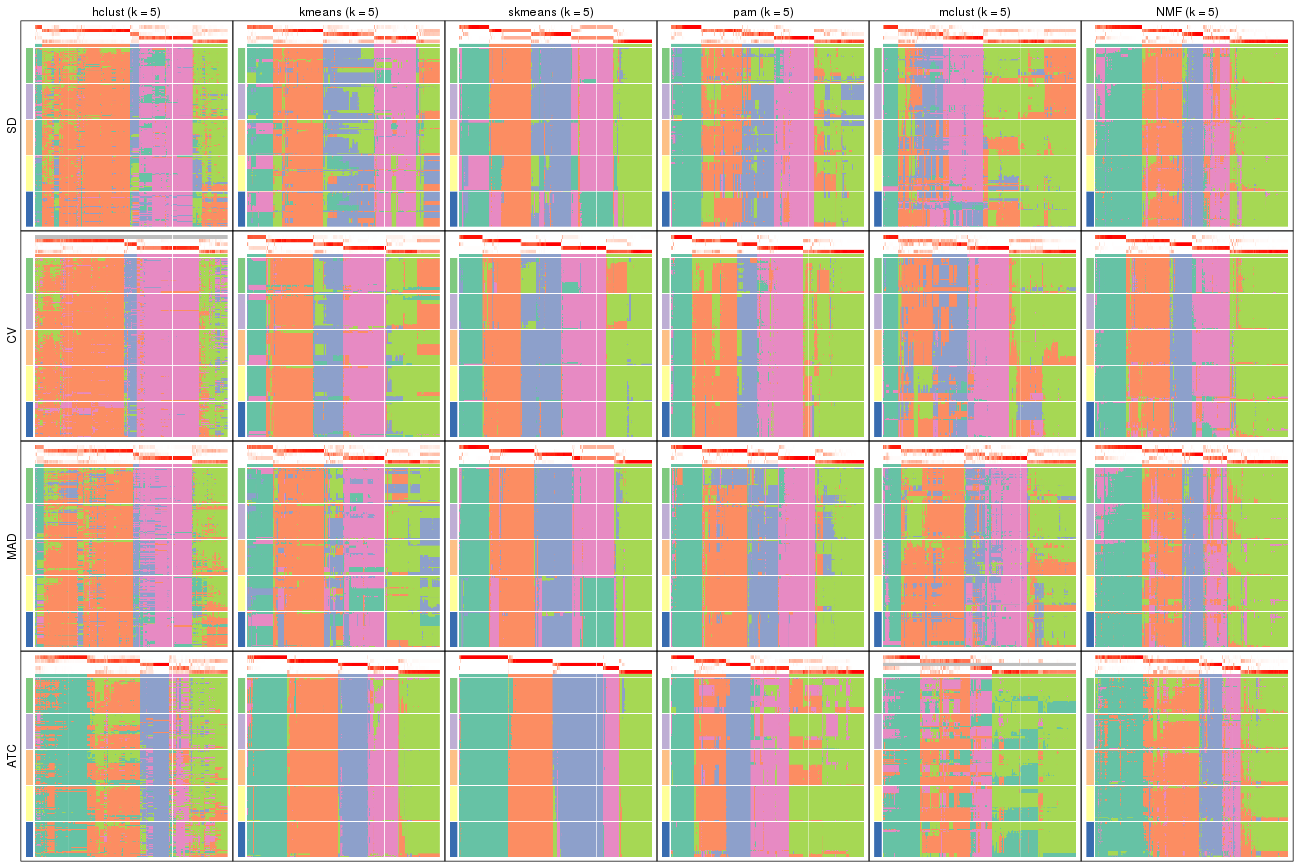 hclust (k = 5) kmeans (k = 5) skmeans (k = 5) pam (k = 5) mclust (k = 5) NMF (k = 5)
SD
CV
MAD
ATC